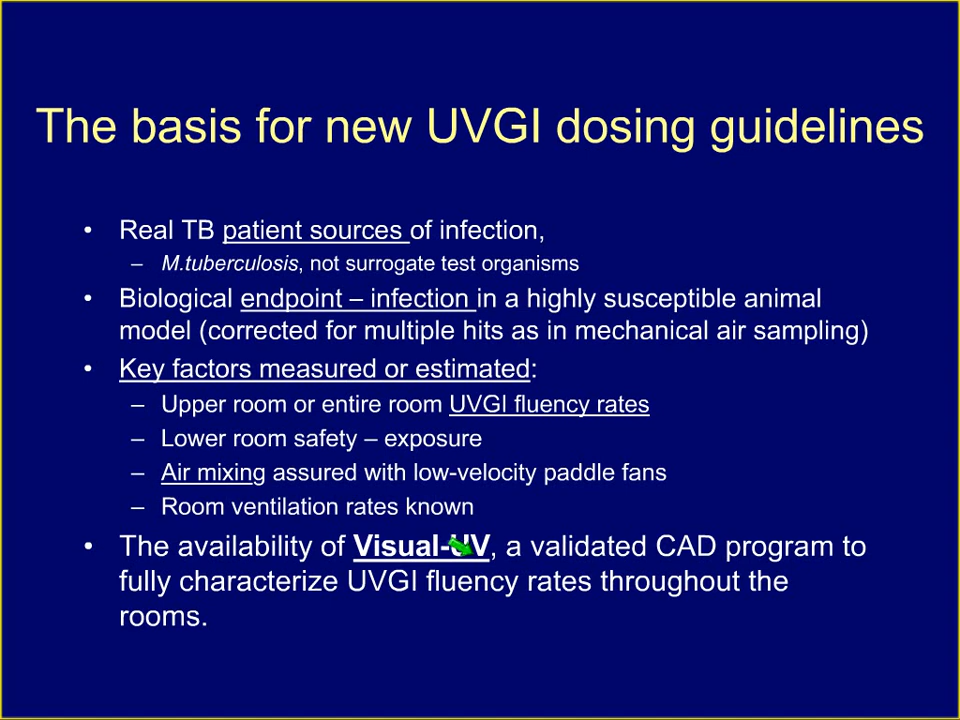 The basis for new UVGI dosing guidelines
• Real TB patient sources of infection,
– M.tuberculosis, not surrogate test organisms
• Biological endpoint – infection in a highly susceptible animal
model (corrected for multiple hits as in mechanical air sampling)
• Key factors measured or estimated:
– Upper room or entire room UVGI fluency rates
– Lower room safety – exposure
– Air mixing assured with low-velocity paddle fans
– Room ventilation rates known
• The availability of Visual-UV, a validated CAD program to
fully characterize UVGI fluency rates throughout the
rooms.